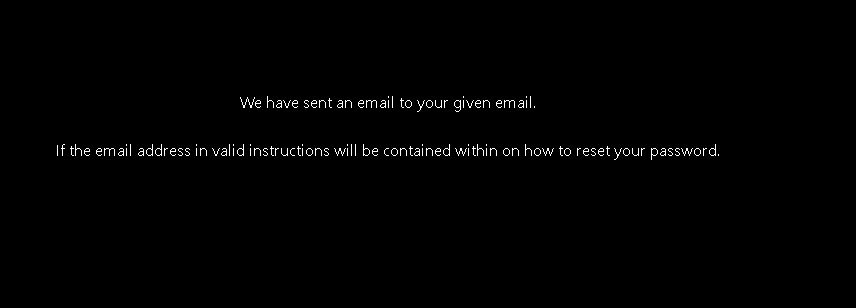 We have sent an email to your given email.
If the email address in valid instructions will be contained within on how to reset your password.